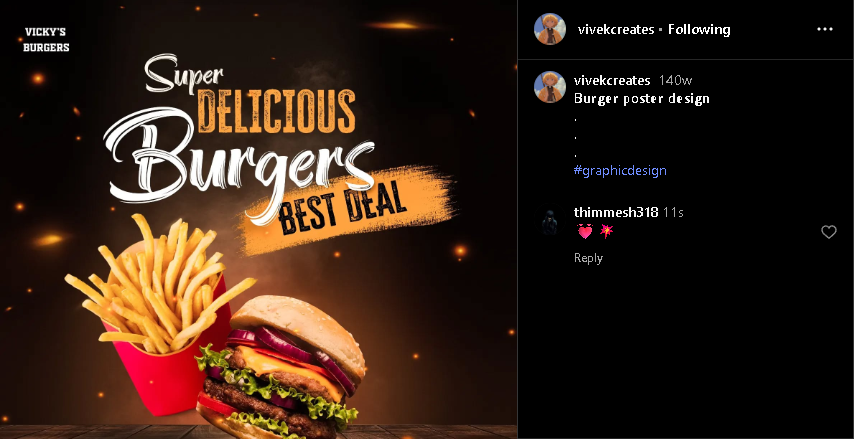 VICKY'S
BURGERS
Super
DELICIOUS
Burgers
BEST DEAL
vivekcreates • Following
vivekcreates 140w
Burger poster design
.
.
.
#graphicdesign
thimmesh318 11s
💓 💥
Reply